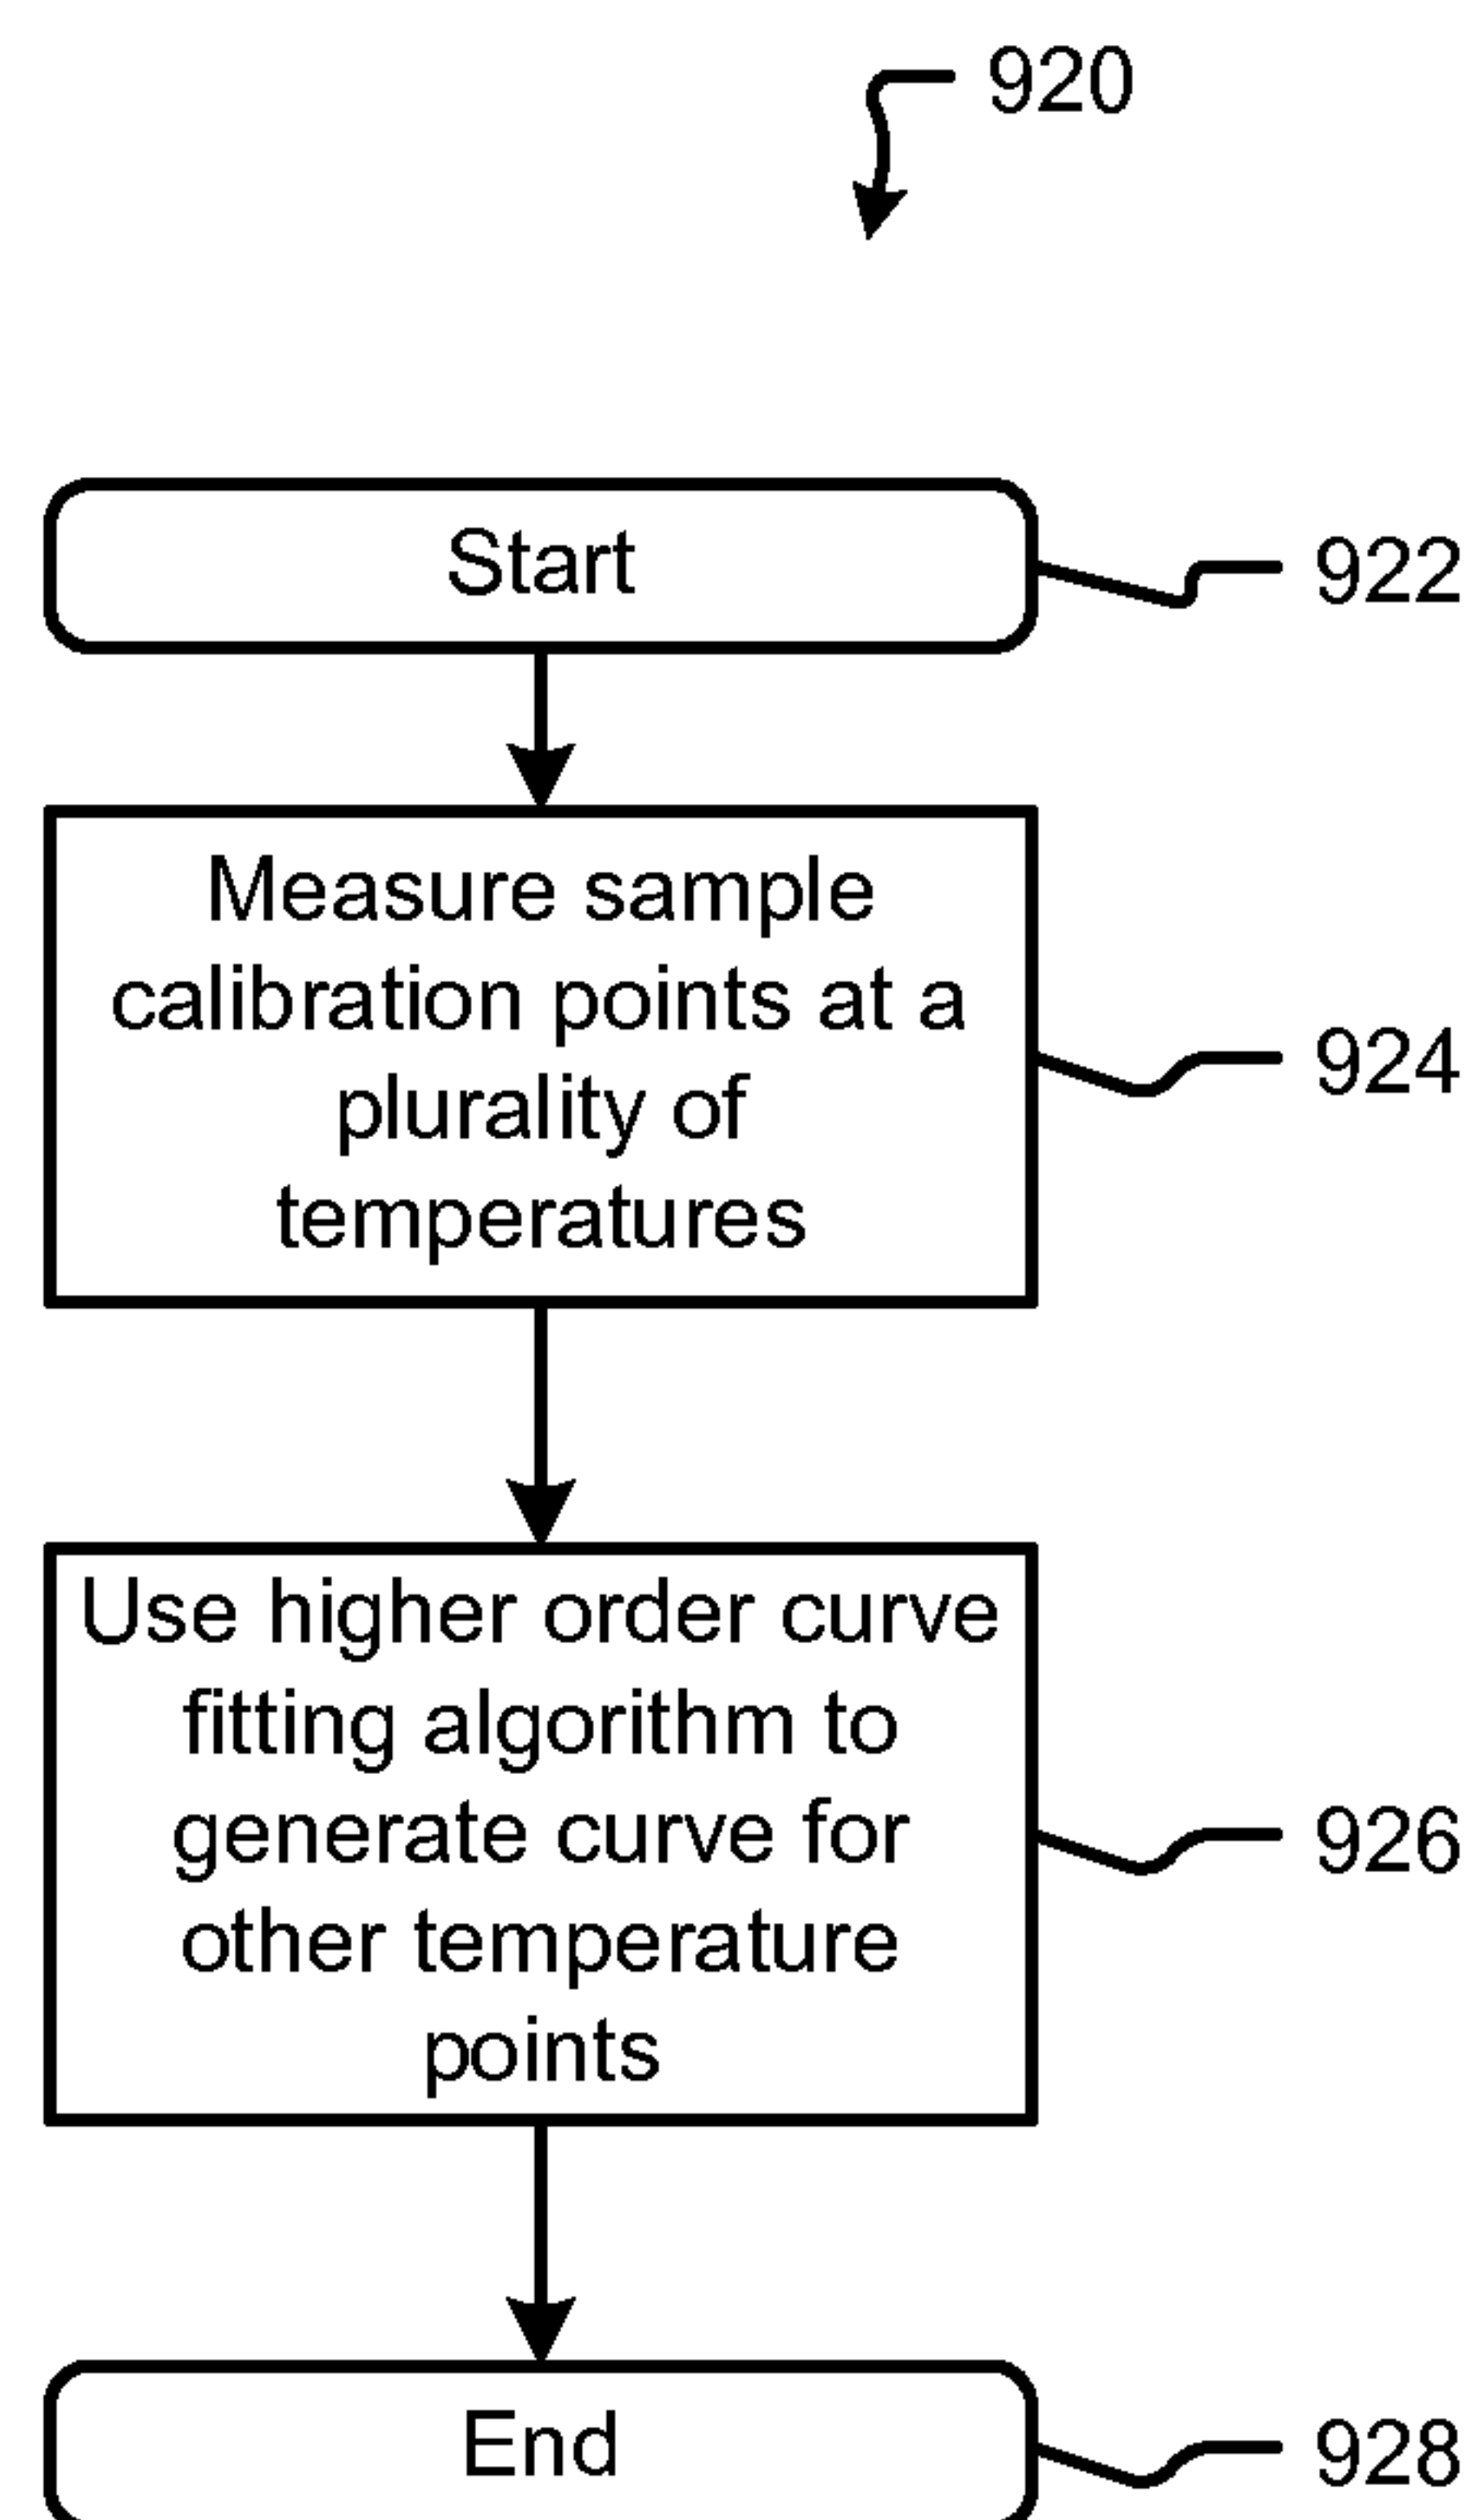 920
Start
922
Measure sample
calibration points at a
plurality of
temperatures
924
Use higher order curve
fitting algorithm to
generate curve for
other temperature
points
926
End
928